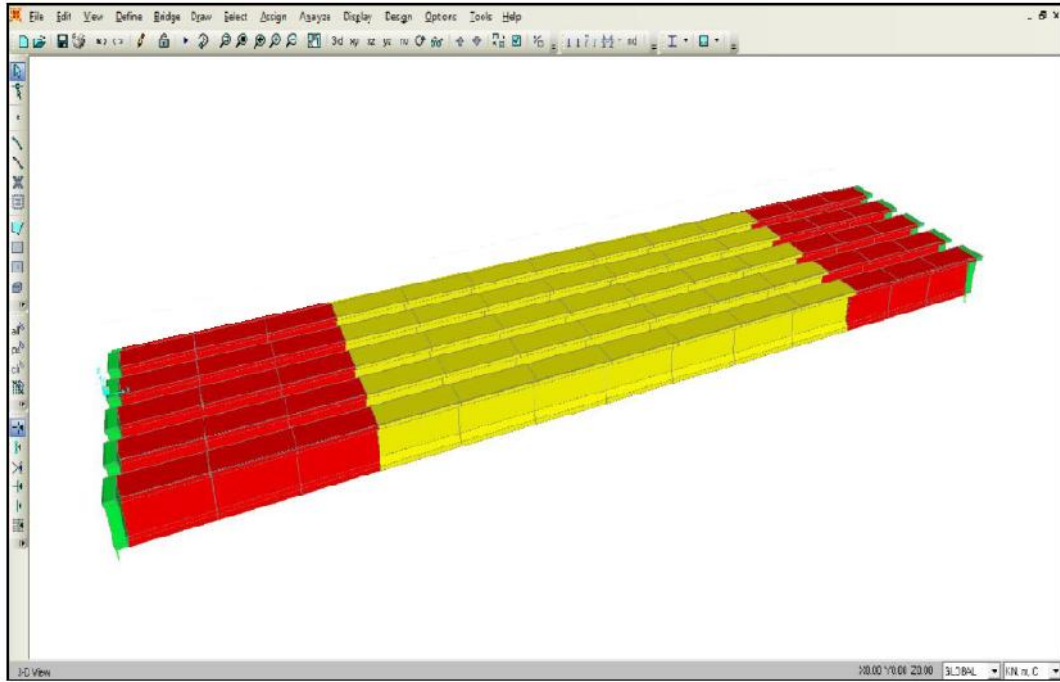 File Edit View Define Bridge Draw Select Assign Analyze Display Design Options Tools Help
3d xy xz
3-D View X0.00 Y0.00 Z0.00 GLOBAL KN, m, C